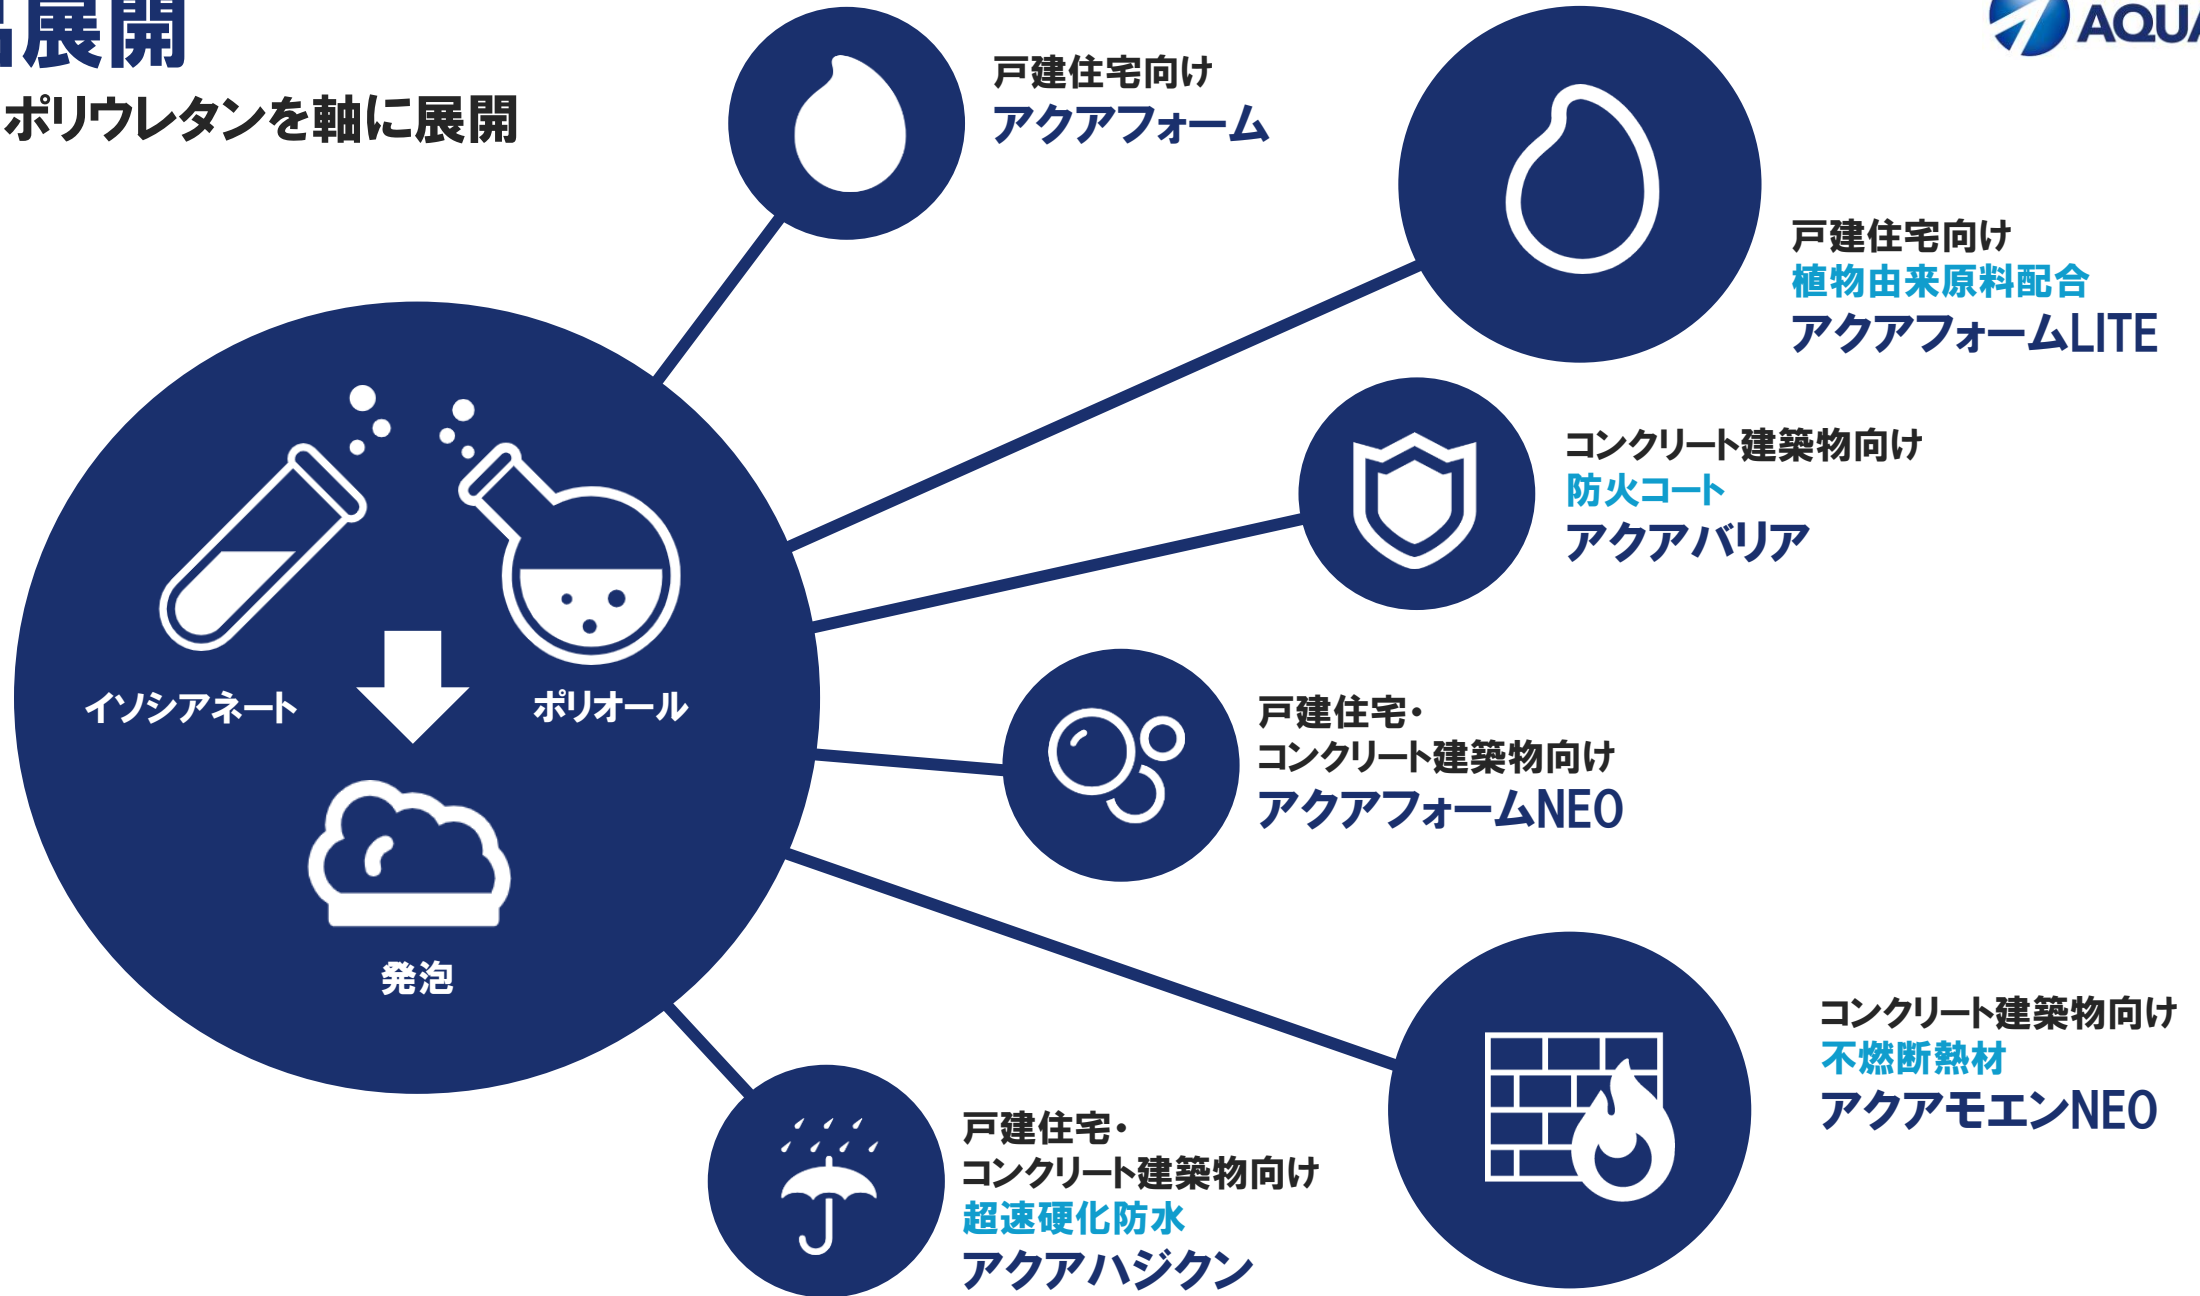 品展開
ポリウレタンを軸に展開
AQUA
戸建住宅向け
アクアフォーム
戸建住宅向け
植物由来原料配合
アクアフォームLITE
コンクリート建築物向け
防火コート
アクアバリア
イソシアネート
ポリオール
発泡
戸建住宅・
コンクリート建築物向け
アクアフォームNEO
コンクリート建築物向け
不燃断熱材
アクアモエンNEO
戸建住宅・
コンクリート建築物向け
超速硬化防水
アクアハジクン